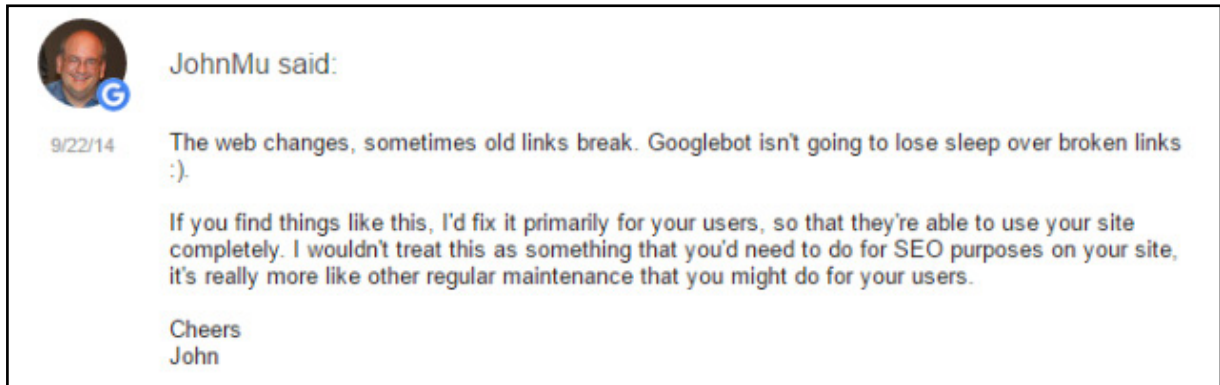 JohnMu said:
G
9/22/14
The web changes, sometimes old links break. Googlebot isn't going to lose sleep over broken links
:).
If you find things like this, I'd fix it primarily for your users, so that they're able to use your site
completely. I wouldn't treat this as something that you'd need to do for SEO purposes on your site,
it's really more like other regular maintenance that you might do for your users.
Cheers
John